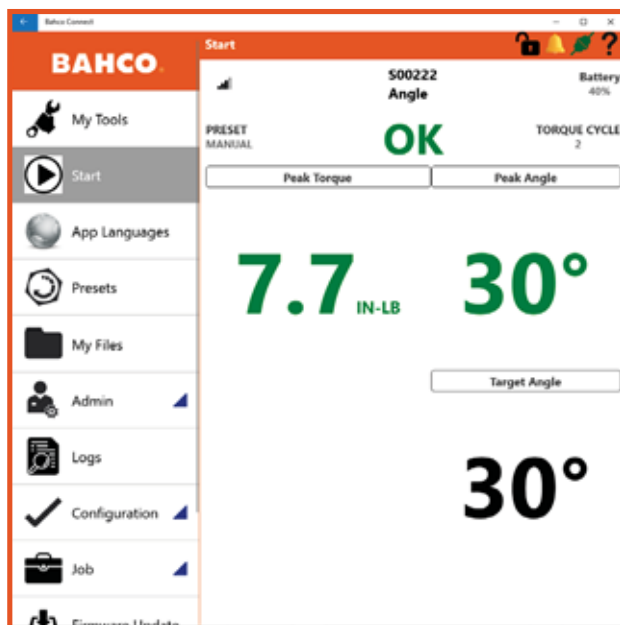 Bahco Connect
BAHCO
Start
?
S00222
Angle
Battery
40%
PRESET
MANUAL
OK
TORQUE CYCLE
2
Peak Torque
Peak Angle
7.7 IN-LB
30°
Target Angle
30°
My Tools
Start
App Languages
Presets
My Files
Admin
Logs
Configuration
Job
Firmware Update